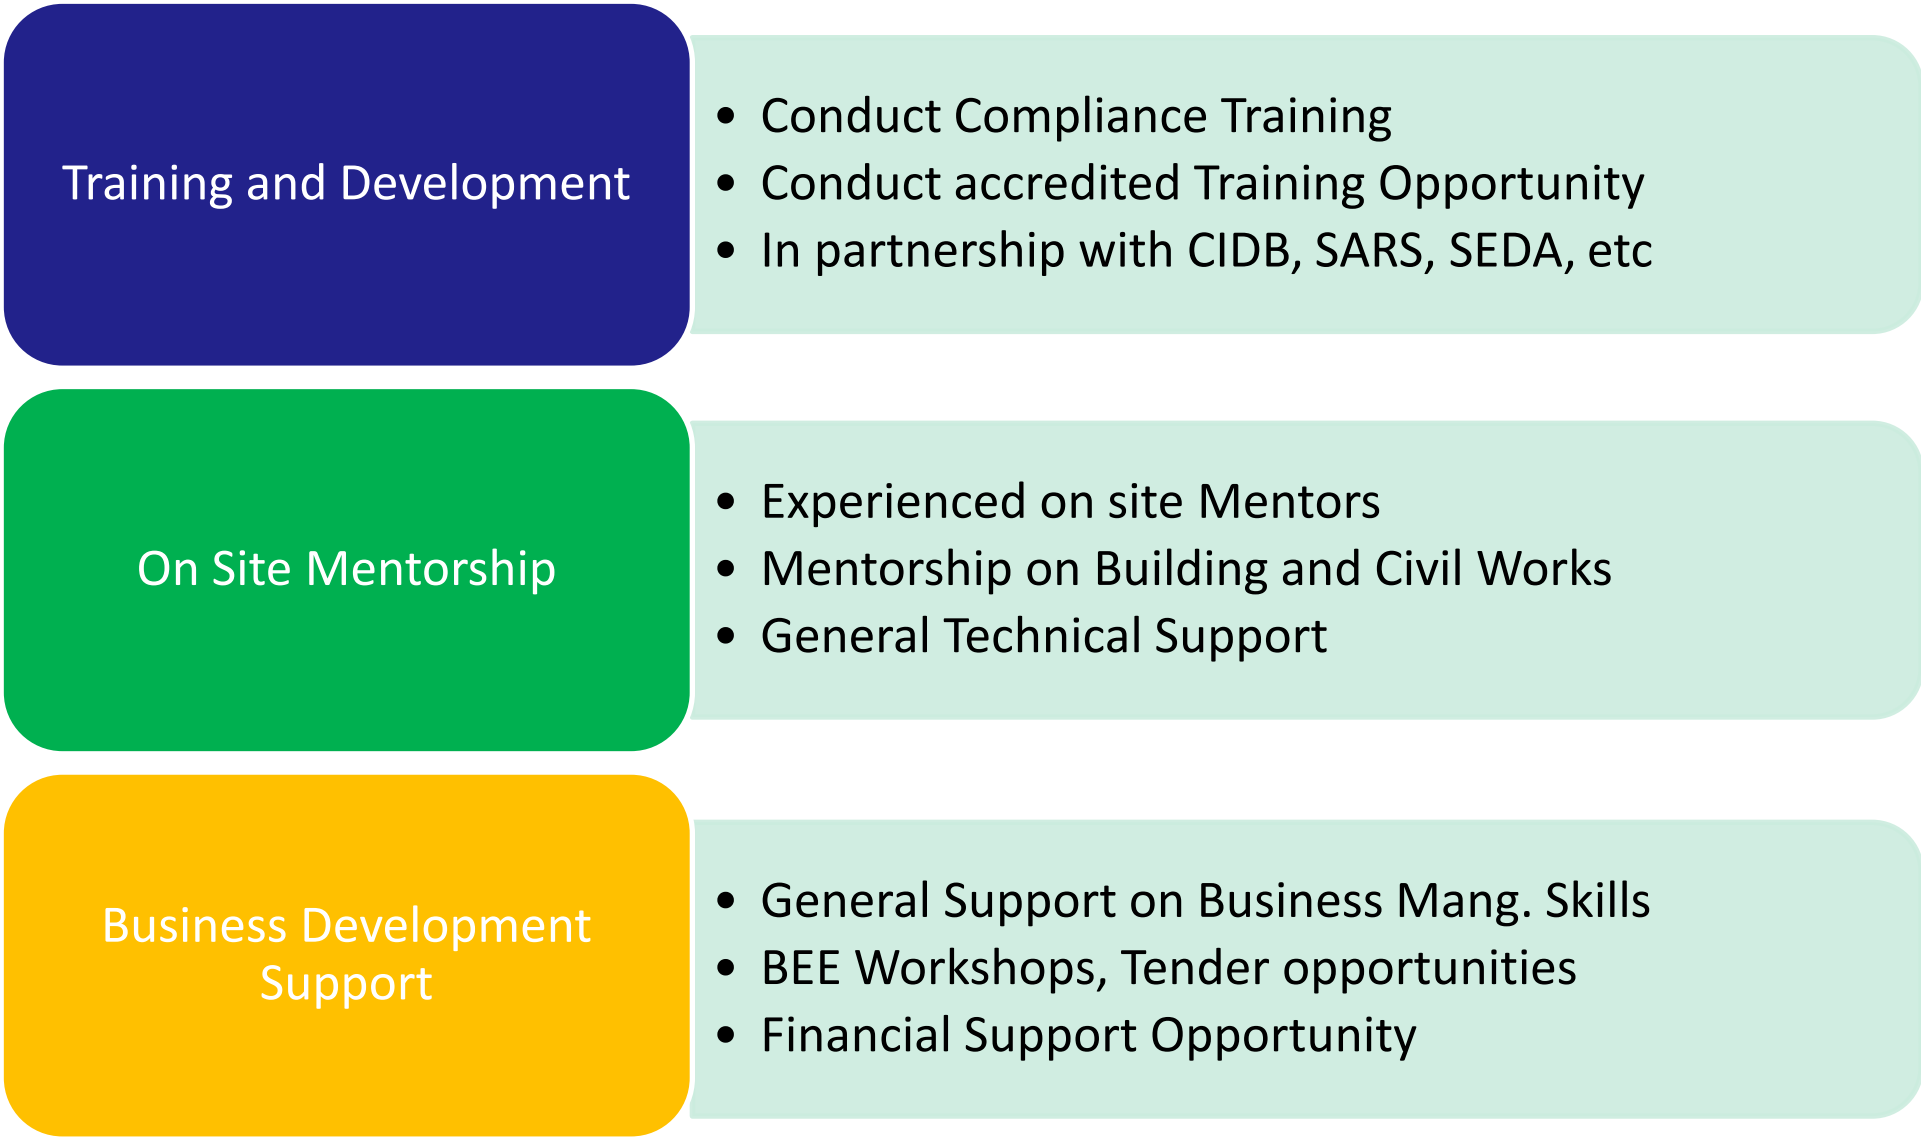 Training and Development
• Conduct Compliance Training
• Conduct accredited Training Opportunity
• In partnership with CIDB, SARS, SEDA, etc
On Site Mentorship
• Experienced on site Mentors
• Mentorship on Building and Civil Works
• General Technical Support
Business Development
Support
• General Support on Business Mang. Skills
• BEE Workshops, Tender opportunities
• Financial Support Opportunity